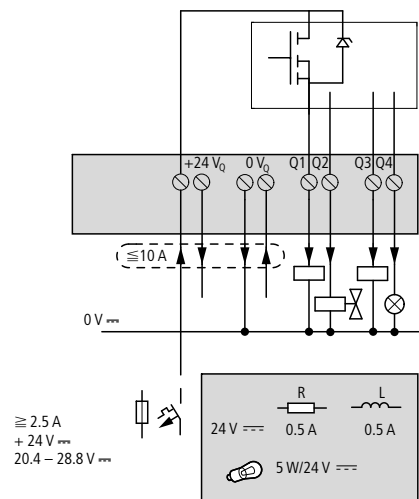 +24 VQ 0 VQ Q1 Q2 Q3 Q4
≦10 A
0 V ⎓
≧ 2.5 A
+ 24 V ⎓
20.4 – 28.8 V ⎓
R L
24 V ⎓ 0.5 A 0.5 A
5 W/24 V ⎓